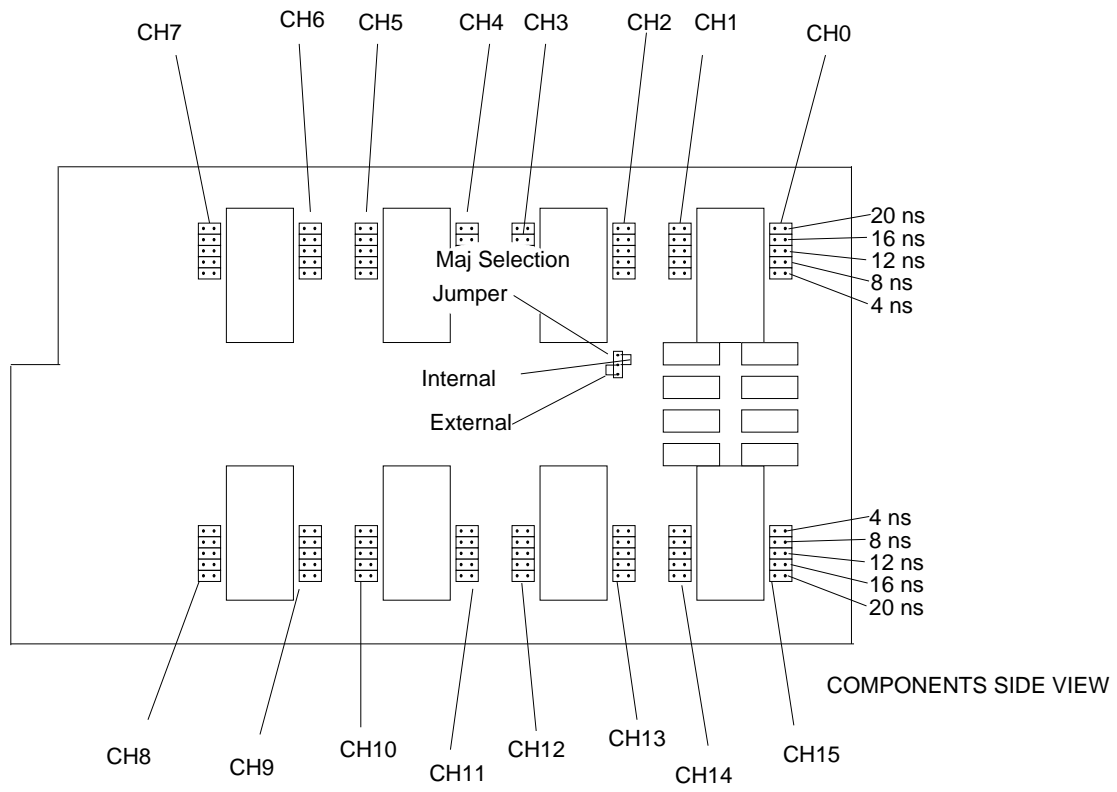 CH7
CH6
CH5
CH4
CH3
CH2
CH1
CH0
20 ns
16 ns
12 ns
8 ns
4 ns
Maj Selection
Jumper
Internal
External
4 ns
8 ns
12 ns
16 ns
20 ns
COMPONENTS SIDE VIEW
CH8
CH9
CH10
CH11
CH12
CH13
CH14
CH15